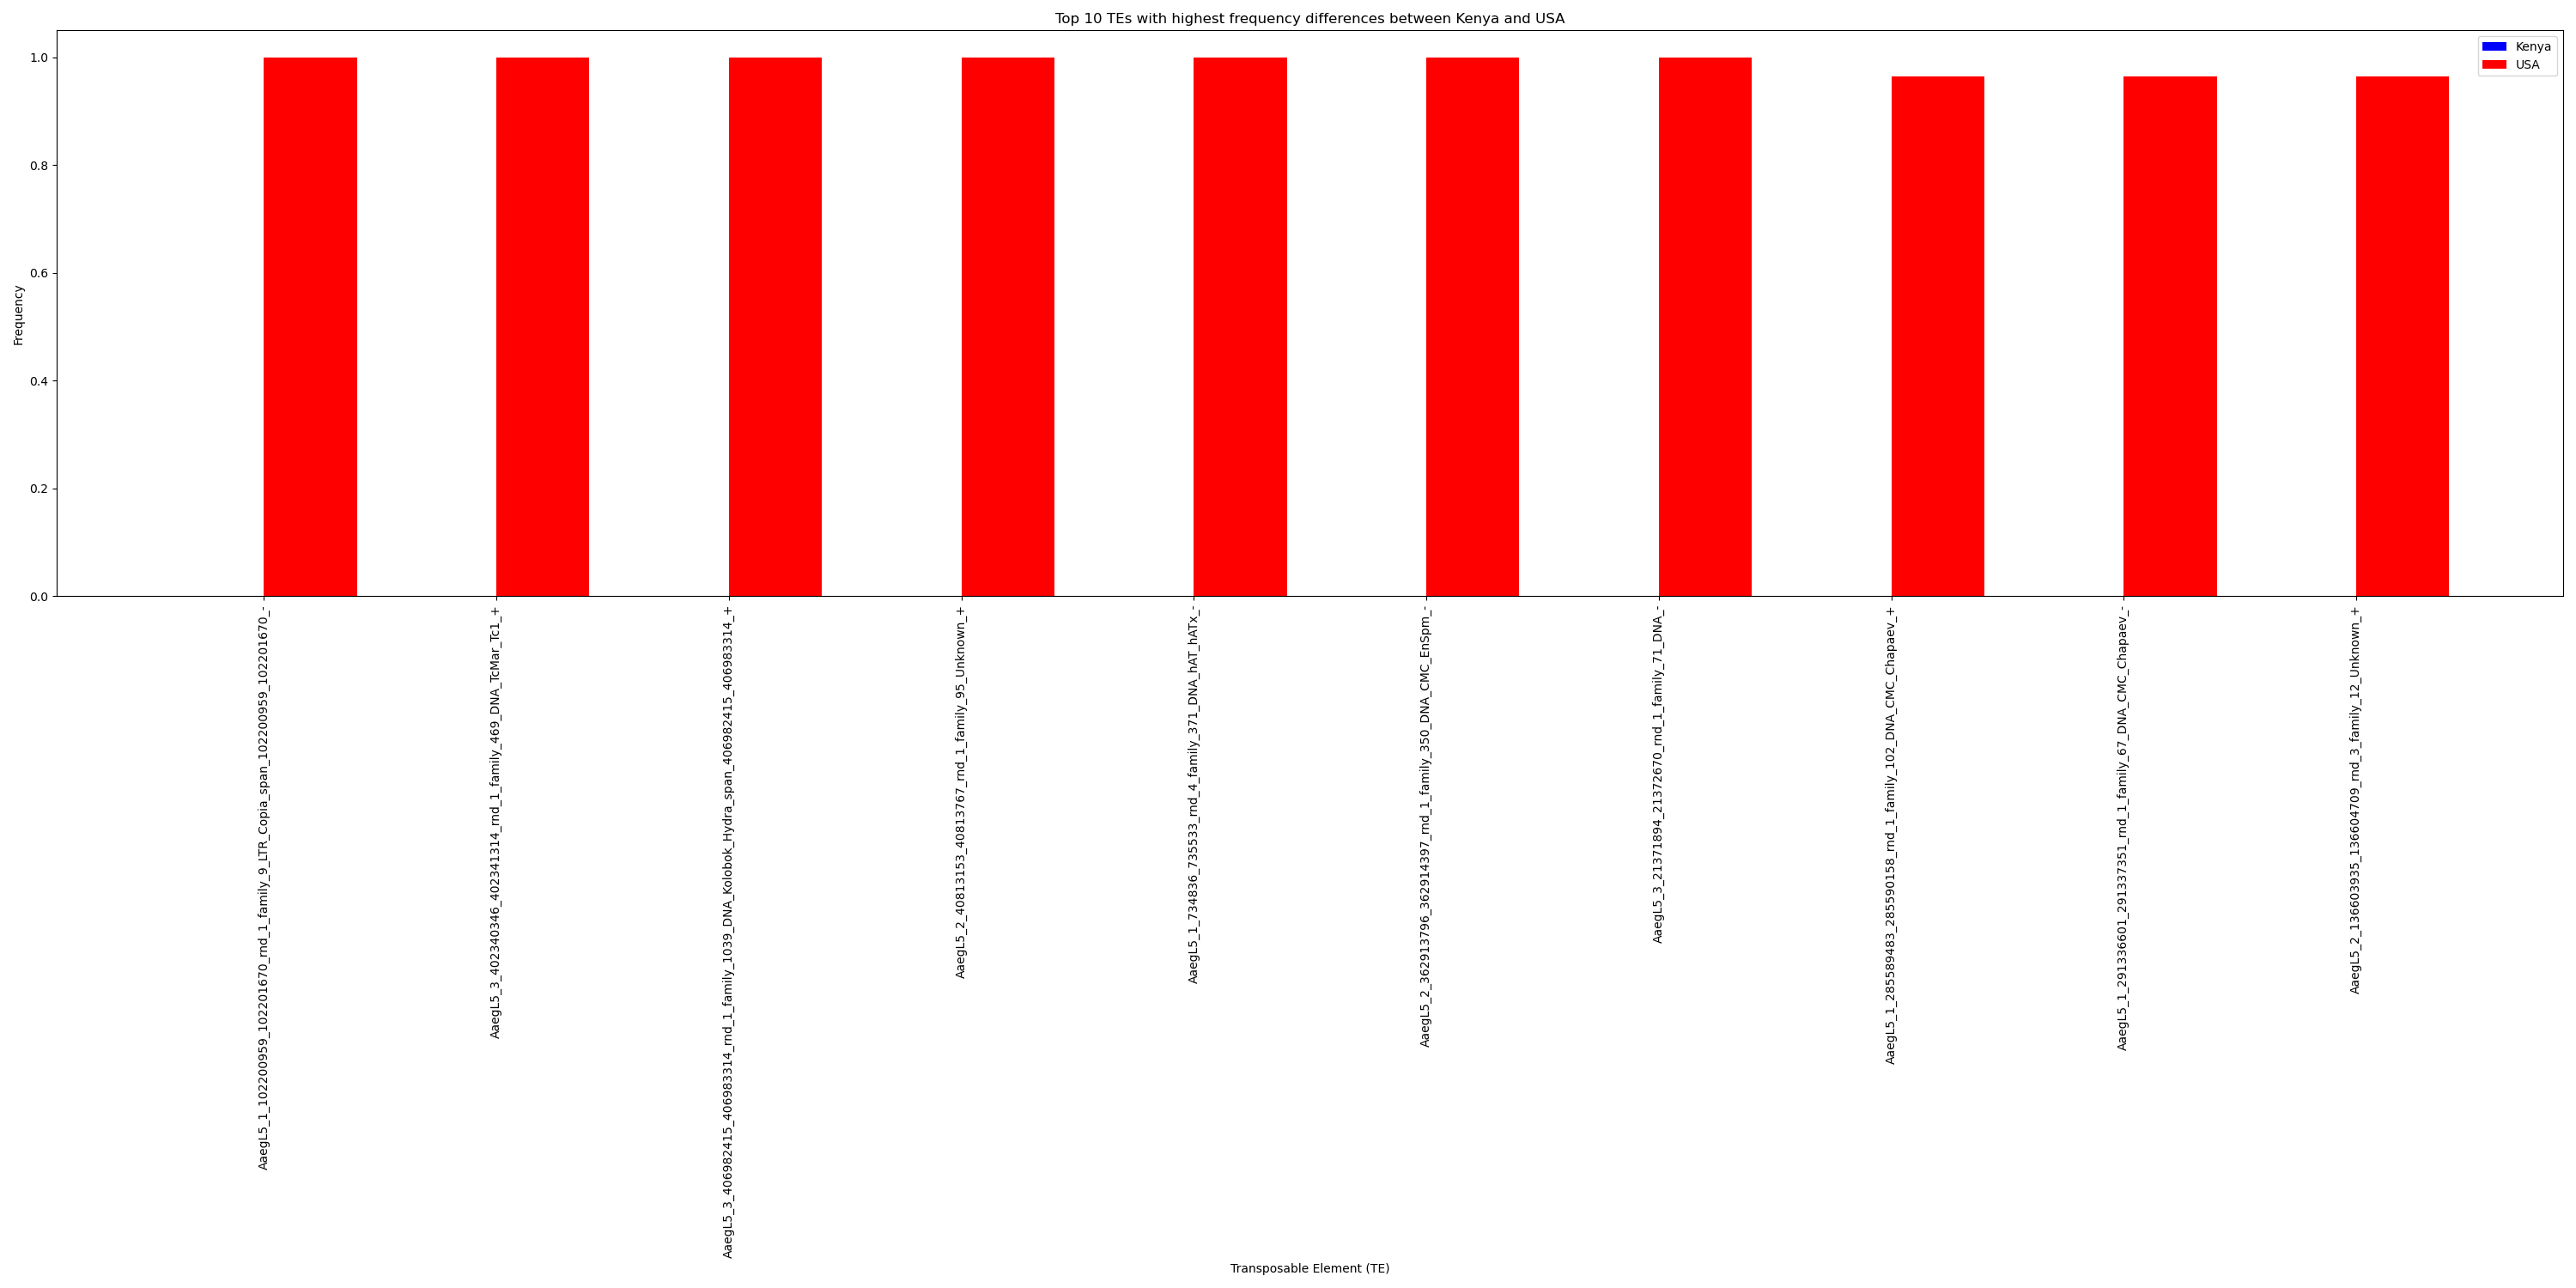 Top 10 TEs with highest frequency differences between Kenya and USA
Kenya
USA
Frequency
1.0
0.8
0.6
0.4
0.2
0.0
AaegL5_1_102200959_102201670_rnd_1_family_9_LTR_Copia_span_102200959_102201670_-
AaegL5_3_402340346_402341314_rnd_1_family_469_DNA_TcMar_Tc1_+
AaegL5_3_406982415_406983314_rnd_1_family_1039_DNA_Kolobok_Hydra_span_406982415_406983314_+
AaegL5_2_40813153_40813767_rnd_1_family_95_Unknown_+
AaegL5_1_734836_735533_rnd_4_family_371_DNA_hAT_hATx_-
AaegL5_2_362913796_362914397_rnd_1_family_350_DNA_CMC_EnSpm_-
AaegL5_3_21371894_21372670_rnd_1_family_71_DNA_-
AaegL5_1_285589483_285590158_rnd_1_family_102_DNA_CMC_Chapaev_+
AaegL5_1_291336601_291337351_rnd_1_family_67_DNA_CMC_Chapaev_-
AaegL5_2_136603935_136604709_rnd_3_family_12_Unknown_+
Transposable Element (TE)